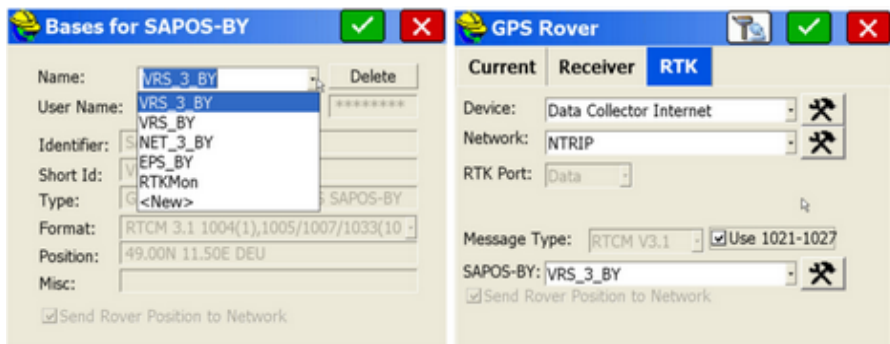 Bases for SAPOS-BY
Name: VRS_3_BY Delete
VRS_3_BY
User Name: ********
VRS_BY
NET_3_BY
Identifier:
EPS_BY
Short Id:
RTKMon
Type: SAPOS-BY
<New>
Format: RTCM 3.1 1004(1),1005/1007/1033(10
Position: 49.00N 11.50E DEU
Misc:
Send Rover Position to Network
GPS Rover
Current Receiver RTK
Device: Data Collector Internet
Network: NTRIP
RTK Port: Data
Message Type: RTCM V3.1 Use 1021-1027
SAPOS-BY: VRS_3_BY
Send Rover Position to Network